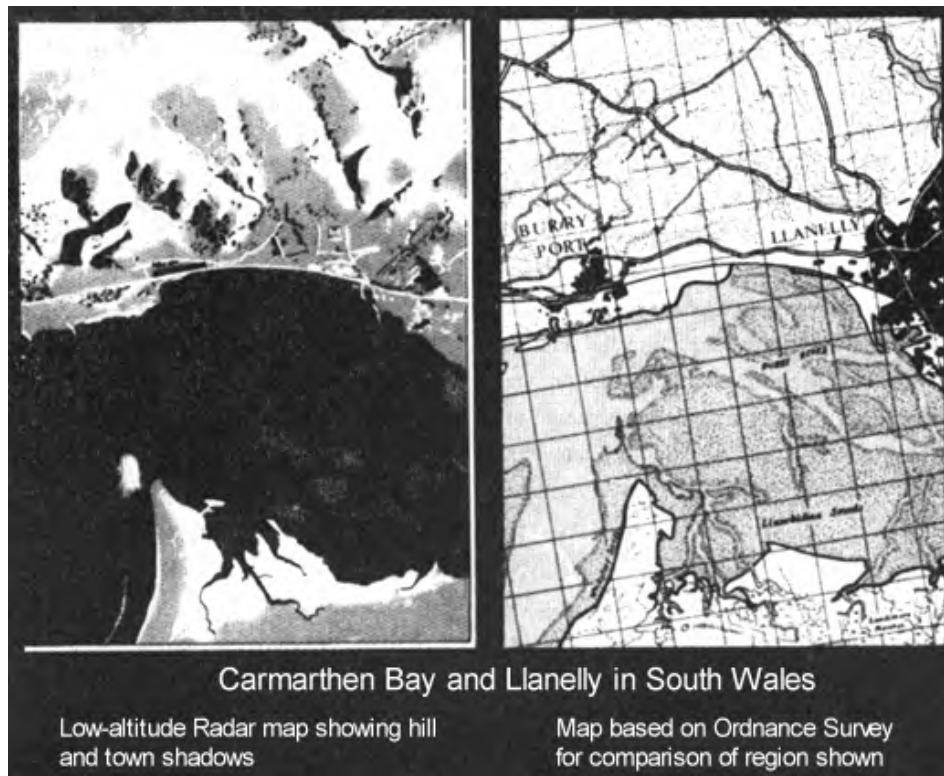 BURRY
PORT
LLANELLY
Carmarthen Bay and Llanelly in South Wales
Low-altitude Radar map showing hill
and town shadows
Map based on Ordnance Survey
for comparison of region shown